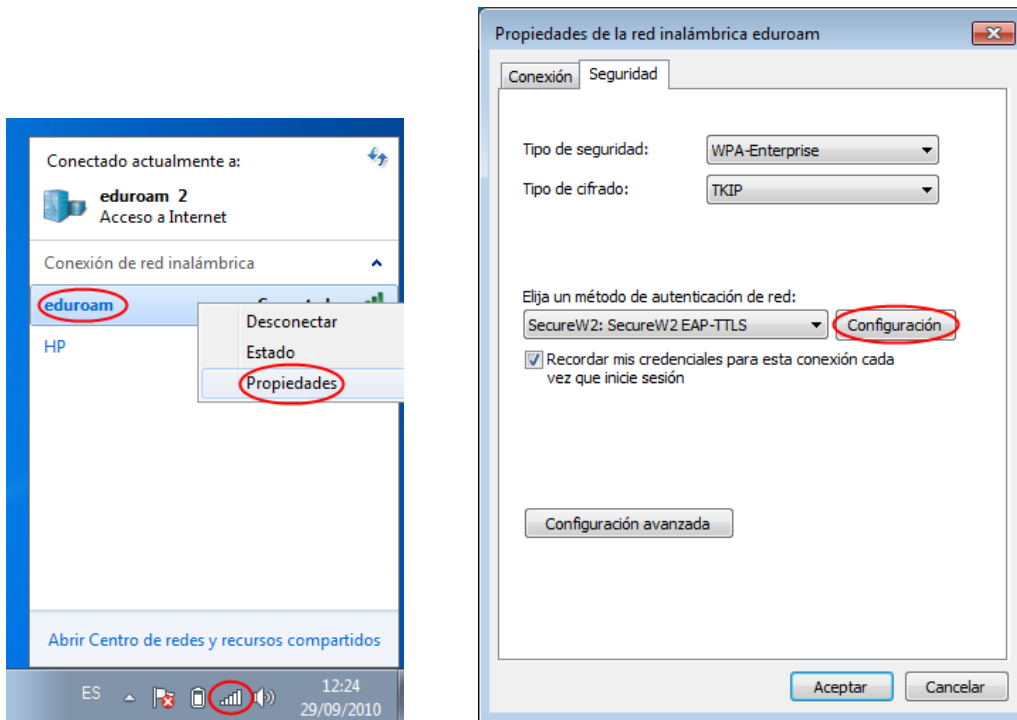 Conectado actualmente a:
eduroam 2
Acceso a Internet
Conexión de red inalámbrica
eduroam
Desconectar
Estado
Propiedades
HP
Abrir Centro de redes y recursos compartidos
ES
12:24
29/09/2010
Propiedades de la red inalámbrica eduroam
Conexión Seguridad
Tipo de seguridad: WPA-Enterprise
Tipo de cifrado: TKIP
Elija un método de autenticación de red:
SecureW2: SecureW2 EAP-TTLS Configuración
Recordar mis credenciales para esta conexión cada
vez que inicie sesión
Configuración avanzada
Aceptar Cancelar